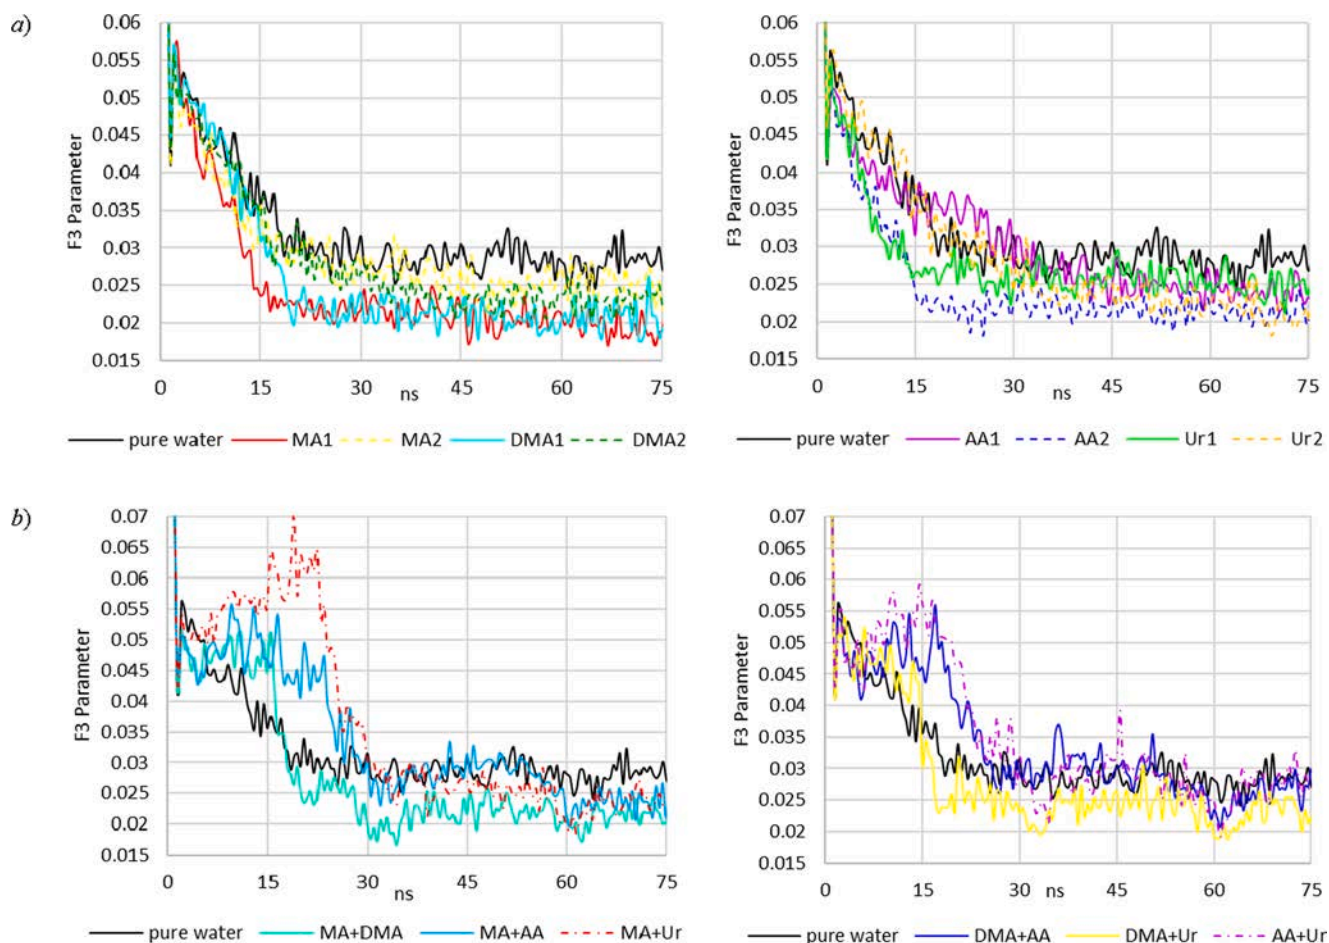 a)
0.06
0.055
0.05
0.045
0.04
0.035
0.03
0.025
0.02
0.015
F3 Parameter
0 15 30 45 60 75
ns
pure water MA1 MA2 DMA1 DMA2
0.06
0.055
0.05
0.045
0.04
0.035
0.03
0.025
0.02
0.015
F3 Parameter
0 15 30 45 60 75
ns
pure water AA1 AA2 Ur1 Ur2
b)
0.07
0.065
0.06
0.055
0.05
0.045
0.04
0.035
0.03
0.025
0.02
0.015
F3 Parameter
0 15 30 ns 45 60 75
pure water MA+DMA MA+AA MA+Ur
0.07
0.065
0.06
0.055
0.05
0.045
0.04
0.035
0.03
0.025
0.02
0.015
F3 Parameter
0 15 30 ns 45 60 75
pure water DMA+AA DMA+Ur AA+Ur